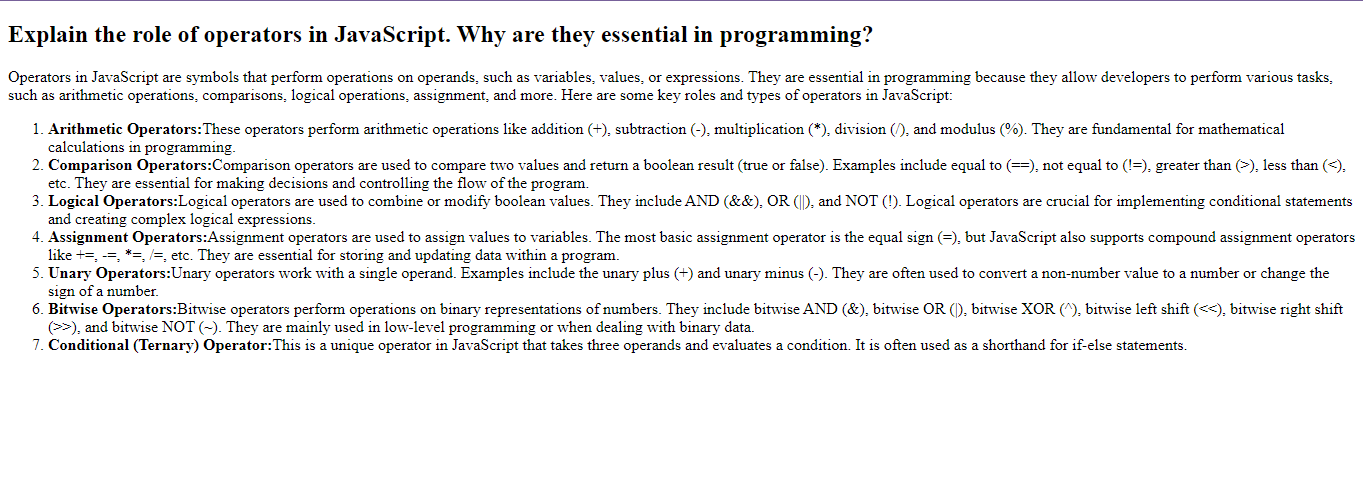 Explain the role of operators in JavaScript. Why are they essential in programming?
Operators in JavaScript are symbols that perform operations on operands, such as variables, values, or expressions. They are essential in programming because they allow developers to perform various tasks,
such as arithmetic operations, comparisons, logical operations, assignment, and more. Here are some key roles and types of operators in JavaScript:
1. Arithmetic Operators:These operators perform arithmetic operations like addition (+), subtraction (-), multiplication (*), division (/), and modulus (%). They are fundamental for mathematical
calculations in programming.
2. Comparison Operators:Comparison operators are used to compare two values and return a boolean result (true or false). Examples include equal to (==), not equal to (!=), greater than (>), less than (<),
etc. They are essential for making decisions and controlling the flow of the program.
3. Logical Operators:Logical operators are used to combine or modify boolean values. They include AND (&&), OR (||), and NOT (!). Logical operators are crucial for implementing conditional statements
and creating complex logical expressions.
4. Assignment Operators:Assignment operators are used to assign values to variables. The most basic assignment operator is the equal sign (=), but JavaScript also supports compound assignment operators
like +=, -=, *=, /=, etc. They are essential for storing and updating data within a program.
5. Unary Operators:Unary operators work with a single operand. Examples include the unary plus (+) and unary minus (-). They are often used to convert a non-number value to a number or change the
sign of a number.
6. Bitwise Operators:Bitwise operators perform operations on binary representations of numbers. They include bitwise AND (&), bitwise OR (|), bitwise XOR (^), bitwise left shift (<<), bitwise right shift
(>>), and bitwise NOT (~). They are mainly used in low-level programming or when dealing with binary data.
7. Conditional (Ternary) Operator:This is a unique operator in JavaScript that takes three operands and evaluates a condition. It is often used as a shorthand for if-else statements.